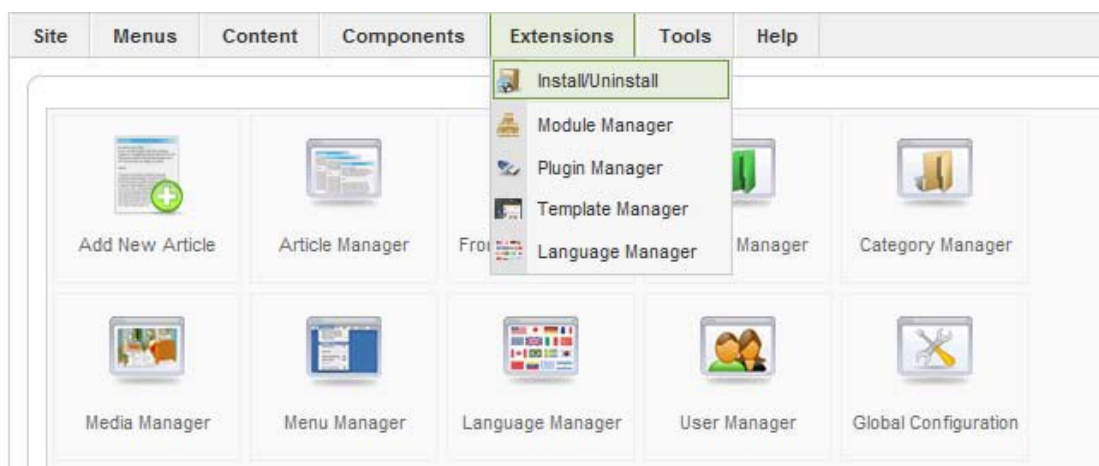 Site Menus Content Components Extensions Tools Help
Install/Uninstall
Module Manager
Plugin Manager
Template Manager
Language Manager
Add New Article Article Manager Manager Category Manager
Media Manager Menu Manager Language Manager User Manager Global Configuration